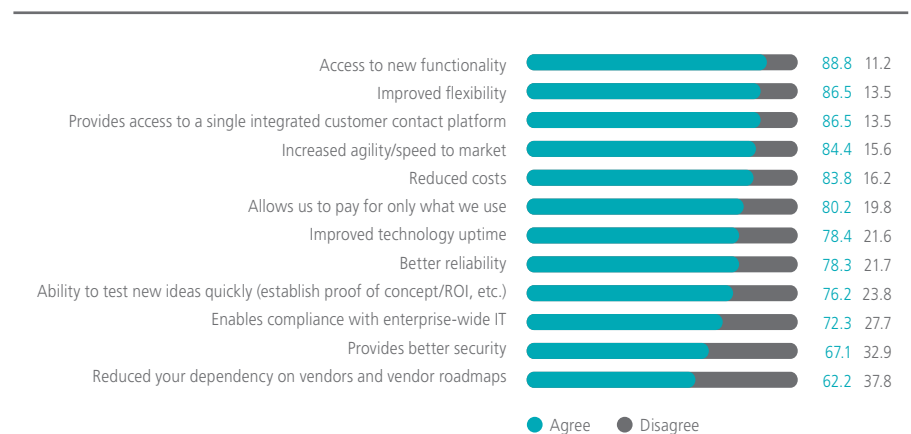 Access to new functionality 88.8 11.2
Improved flexibility 86.5 13.5
Provides access to a single integrated customer contact platform 86.5 13.5
Increased agility/speed to market 84.4 15.6
Reduced costs 83.8 16.2
Allows us to pay for only what we use 80.2 19.8
Improved technology uptime 78.4 21.6
Better reliability 78.3 21.7
Ability to test new ideas quickly (establish proof of concept/ROI, etc.) 76.2 23.8
Enables compliance with enterprise-wide IT 72.3 27.7
Provides better security 67.1 32.9
Reduced your dependency on vendors and vendor roadmaps 62.2 37.8
Agree Disagree